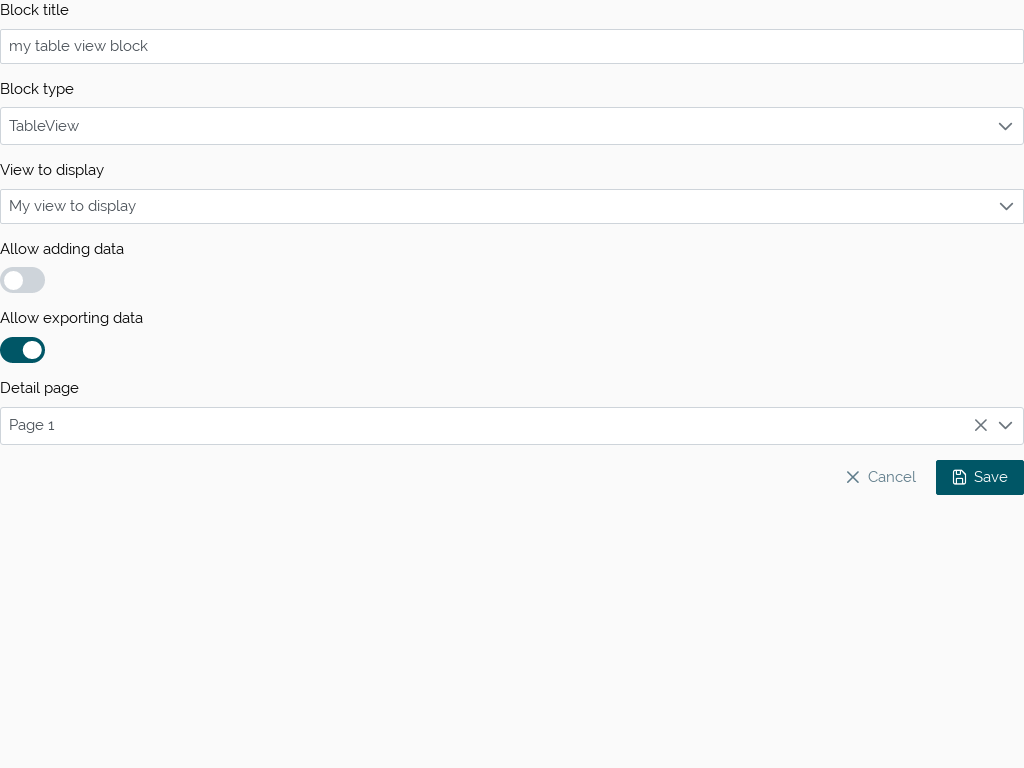 Block title
my table view block
Block type
TableView
View to display
My view to display
Allow adding data
Allow exporting data
Detail page
Page 1
Cancel
Save